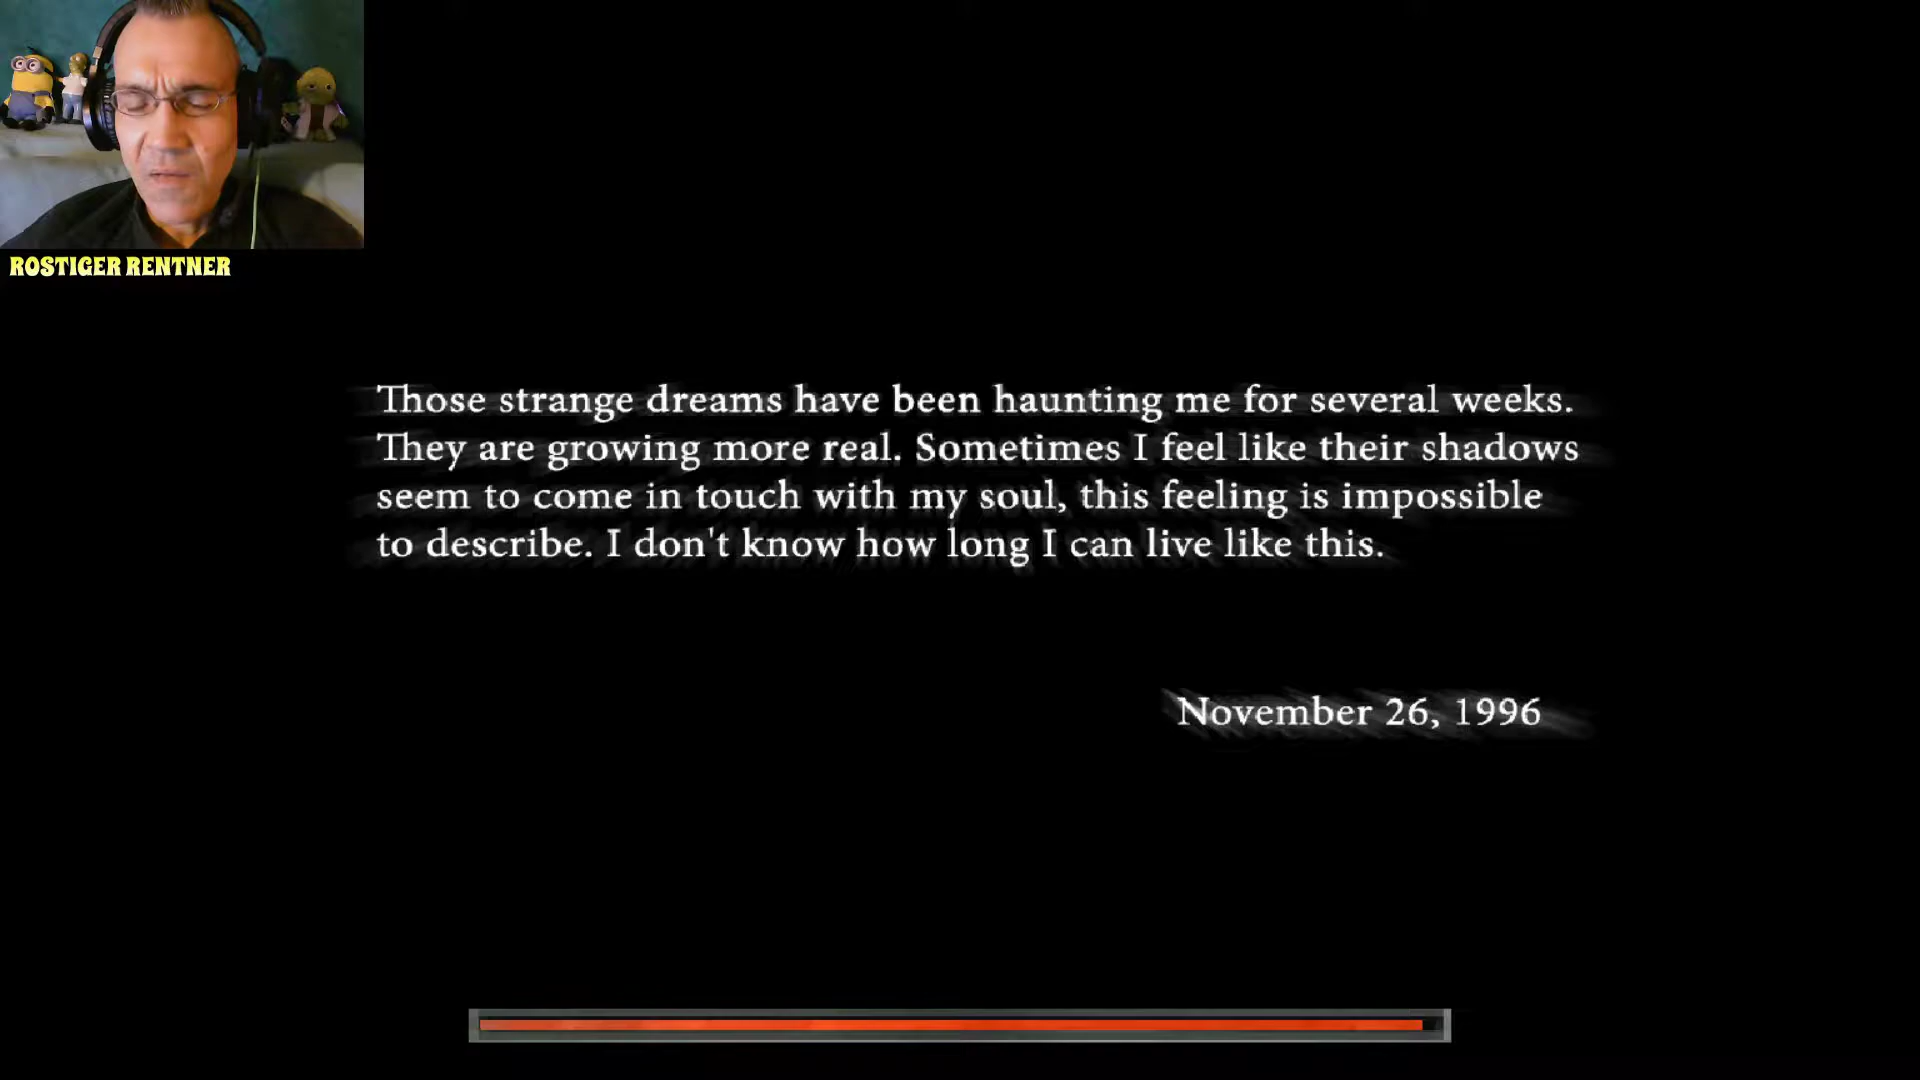 ROSTIGER RENTNER
Those strange dreams have been haunting me for several weeks.
They are growing more real. Sometimes I feel like their shadows
seem to come in touch with my soul, this feeling is impossible
to describe. I don't know how long I can live like this.
November 26, 1996